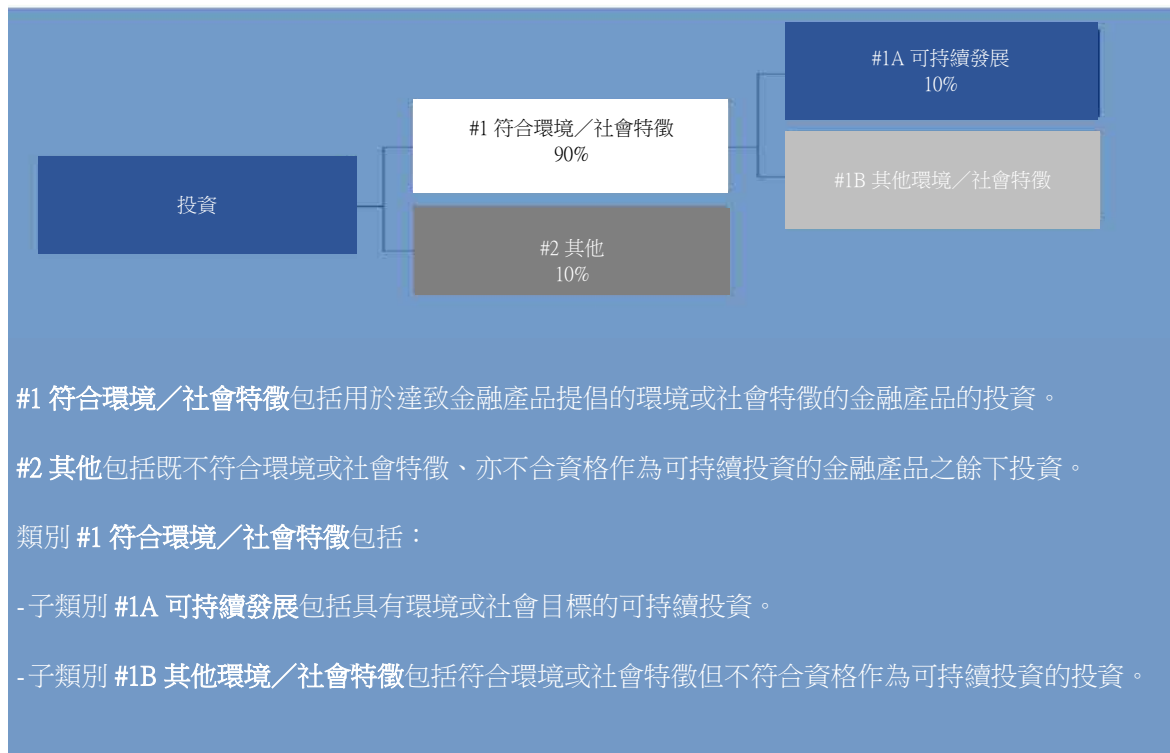 #1A 可持續發展
10%
#1 符合環境／社會特徵
90%
#1B 其他環境／社會特徵
投資
#2 其他
10%
#1 符合環境／社會特徵包括用於達致金融產品提倡的環境或社會特徵的金融產品的投資。
#2 其他包括既不符合環境或社會特徵、亦不合資格作為可持續投資的金融產品之餘下投資。
類別 #1 符合環境／社會特徵包括：
- 子類別 #1A 可持續發展包括具有環境或社會目標的可持續投資。
- 子類別 #1B 其他環境／社會特徵包括符合環境或社會特徵但不符合資格作為可持續投資的投資。